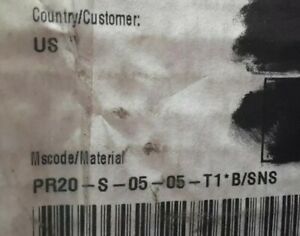 Country/Customer:
US
Mscode/Material
PR20-S-05-05-T1*B/SNS